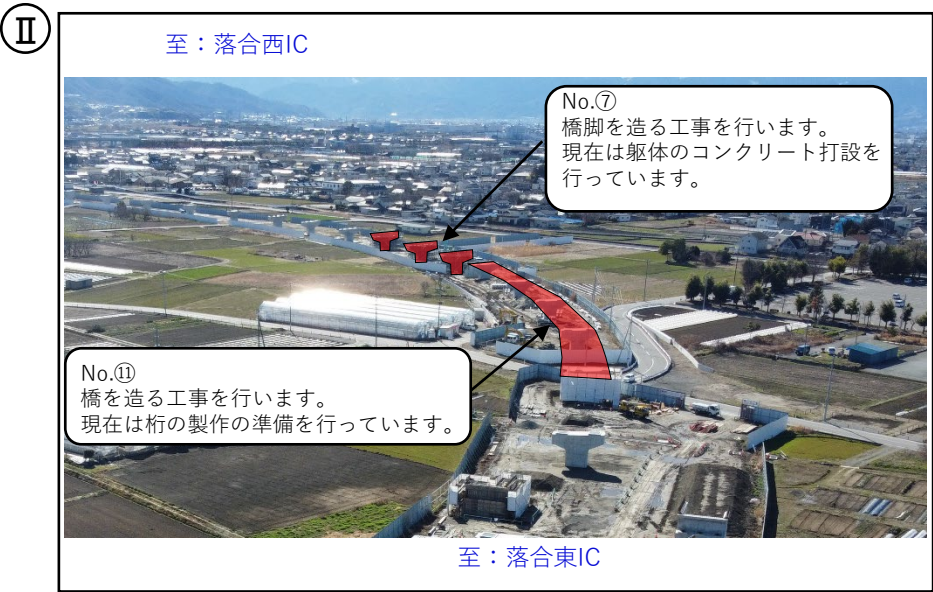 Ⅱ
至：落合西IC
No.⑦
橋脚を造る工事を行います。
現在は躯体のコンクリート打設を
行っています。
No.⑪
橋を造る工事を行います。
現在は桁の製作の準備を行っています。
至：落合東IC